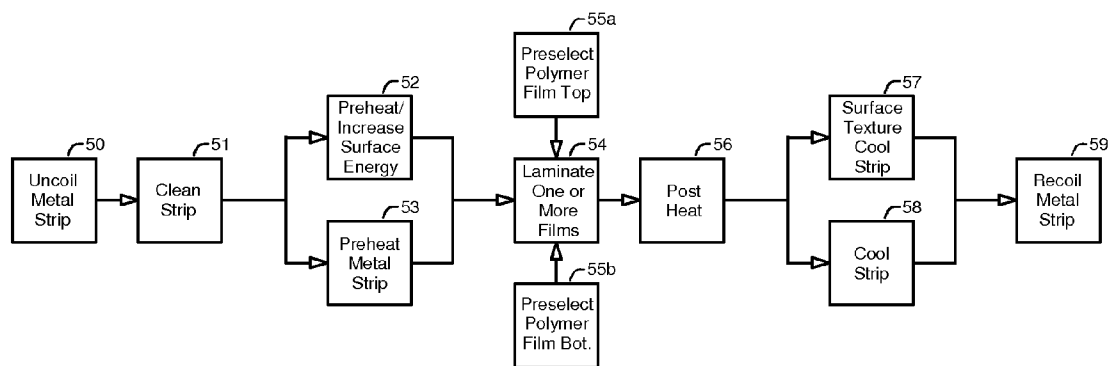 50
Uncoil
Metal
Strip
51
Clean
Strip
52
Preheat/
Increase
Surface
Energy
53
Preheat
Metal
Strip
55a
Preselect
Polymer
Film Top
54
Laminate
One or
More
Films
55b
Preselect
Polymer
Film Bot.
56
Post
Heat
57
Surface
Texture
Cool
Strip
58
Cool
Strip
59
Recoil
Metal
Strip